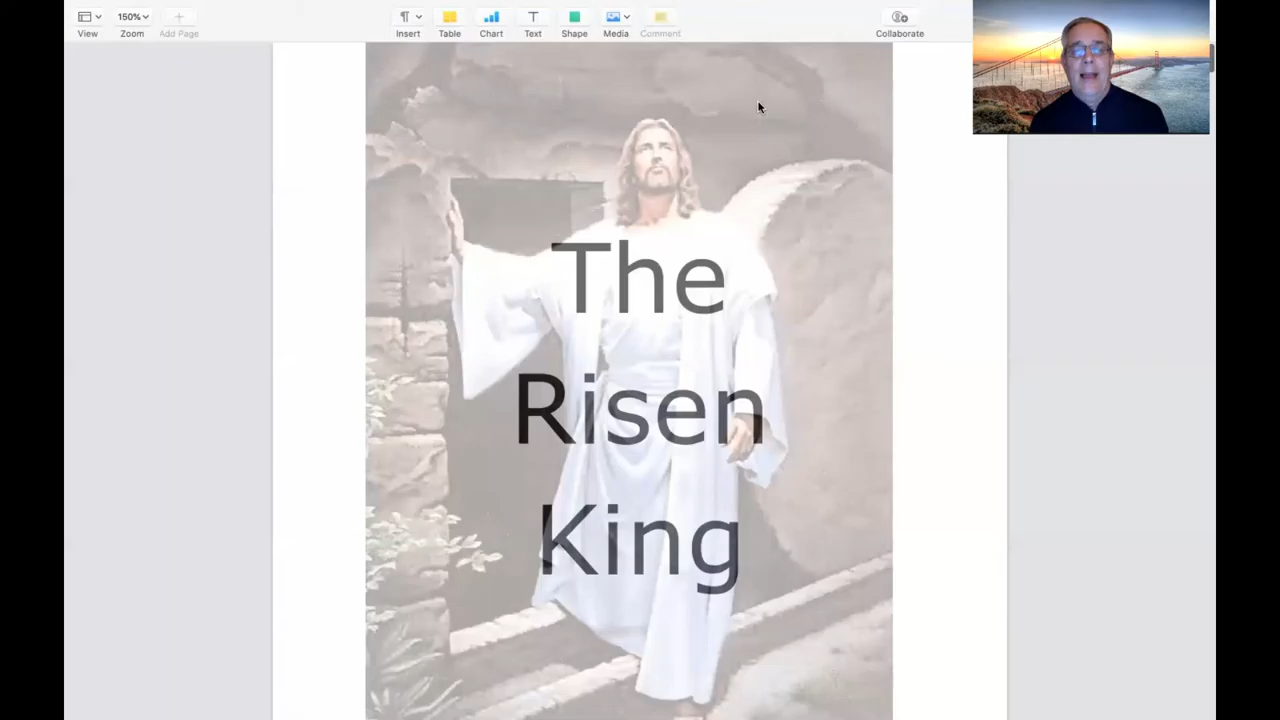 150%
View
Zoom
Add Page
Insert
Table
Chart
Text
Shape
Media
Comment
Collaborate
The
Risen
King